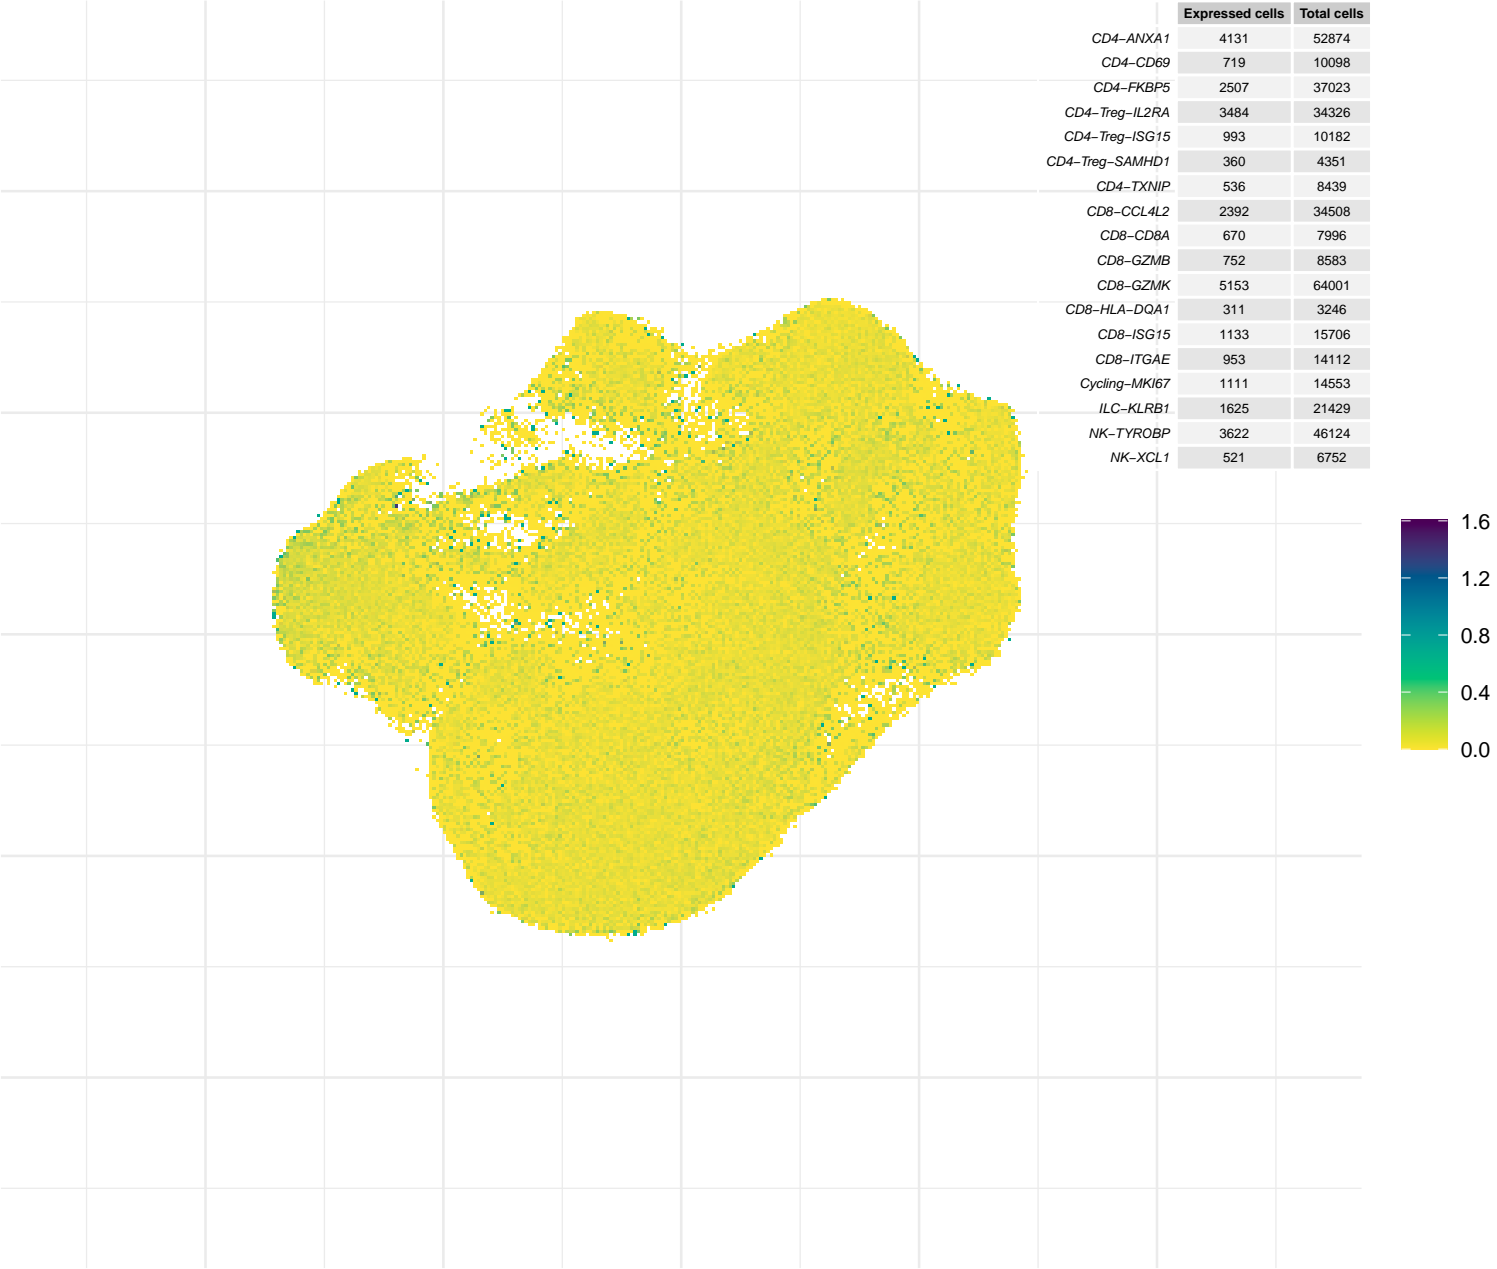 Expressed cells Total cells
CD4−ANXA1 4131 52874
CD4−CD69 719 10098
CD4−FKBP5 2507 37023
CD4−Treg−IL2RA 3484 34326
CD4−Treg−ISG15 993 10182
CD4−Treg−SAMHD1 360 4351
CD4−TXNIP 536 8439
CD8−CCL4L2 2392 34508
CD8−CD8A 670 7996
CD8−GZMB 752 8583
CD8−GZMK 5153 64001
CD8−HLA−DQA1 311 3246
CD8−ISG15 1133 15706
CD8−ITGAE 953 14112
Cycling−MKI67 1111 14553
ILC−KLRB1 1625 21429
NK−TYROBP 3622 46124
NK−XCL1 521 6752
1.6
1.2
0.8
0.4
0.0